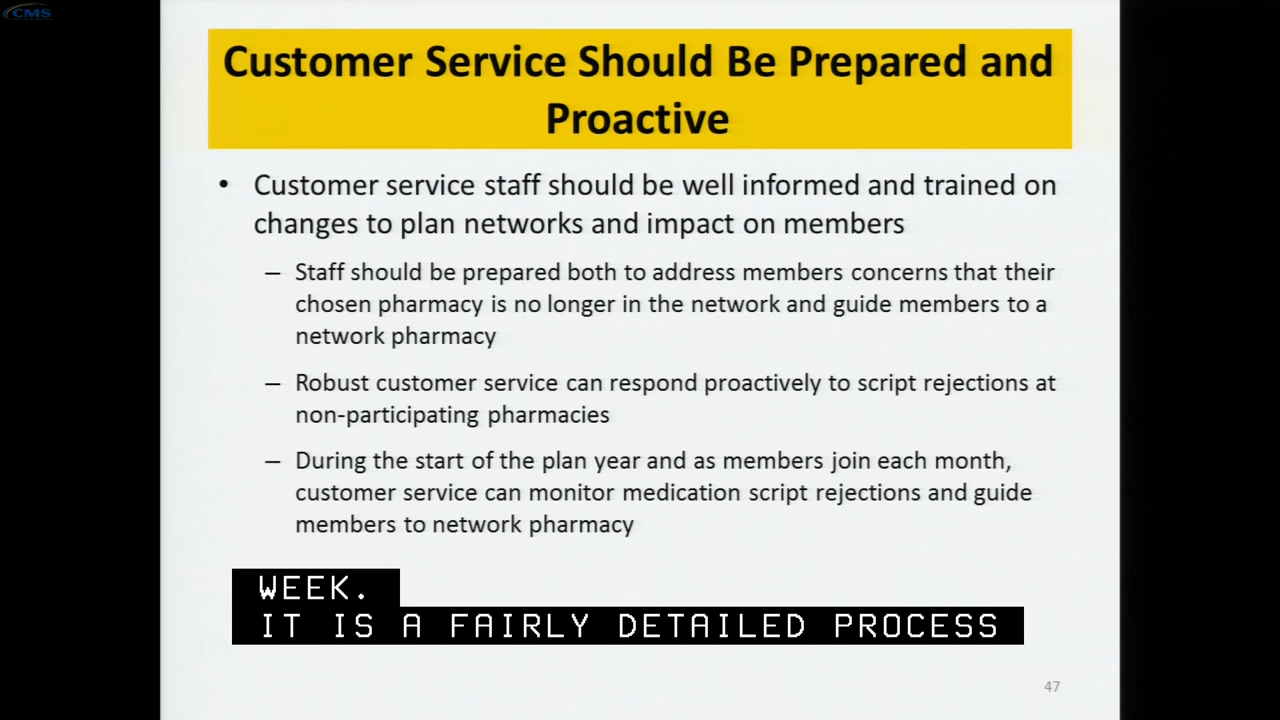 CMS
Customer Service Should Be Prepared and
Proactive
• Customer service staff should be well informed and trained on
changes to plan networks and impact on members
– Staff should be prepared both to address members concerns that their
chosen pharmacy is no longer in the network and guide members to a
network pharmacy
– Robust customer service can respond proactively to script rejections at
non-participating pharmacies
– During the start of the plan year and as members join each month,
customer service can monitor medication script rejections and guide
members to network pharmacy
WEEK.
IT IS A FAIRLY DETAILED PROCESS
47